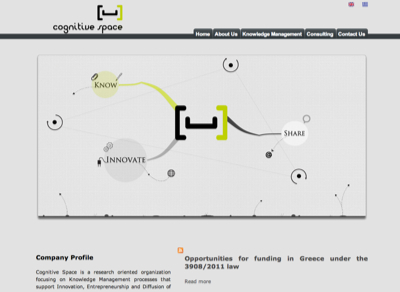 cognitive space
Home About Us Knowledge Management Consulting Contact Us
Know
Share
Innovate
Company Profile
Cognitive Space is a research oriented organization
focusing on Knowledge Management processes that
support Innovation, Entrepreneurship and Diffusion of
Opportunities for funding in Greece under the
3908/2011 law
Read more